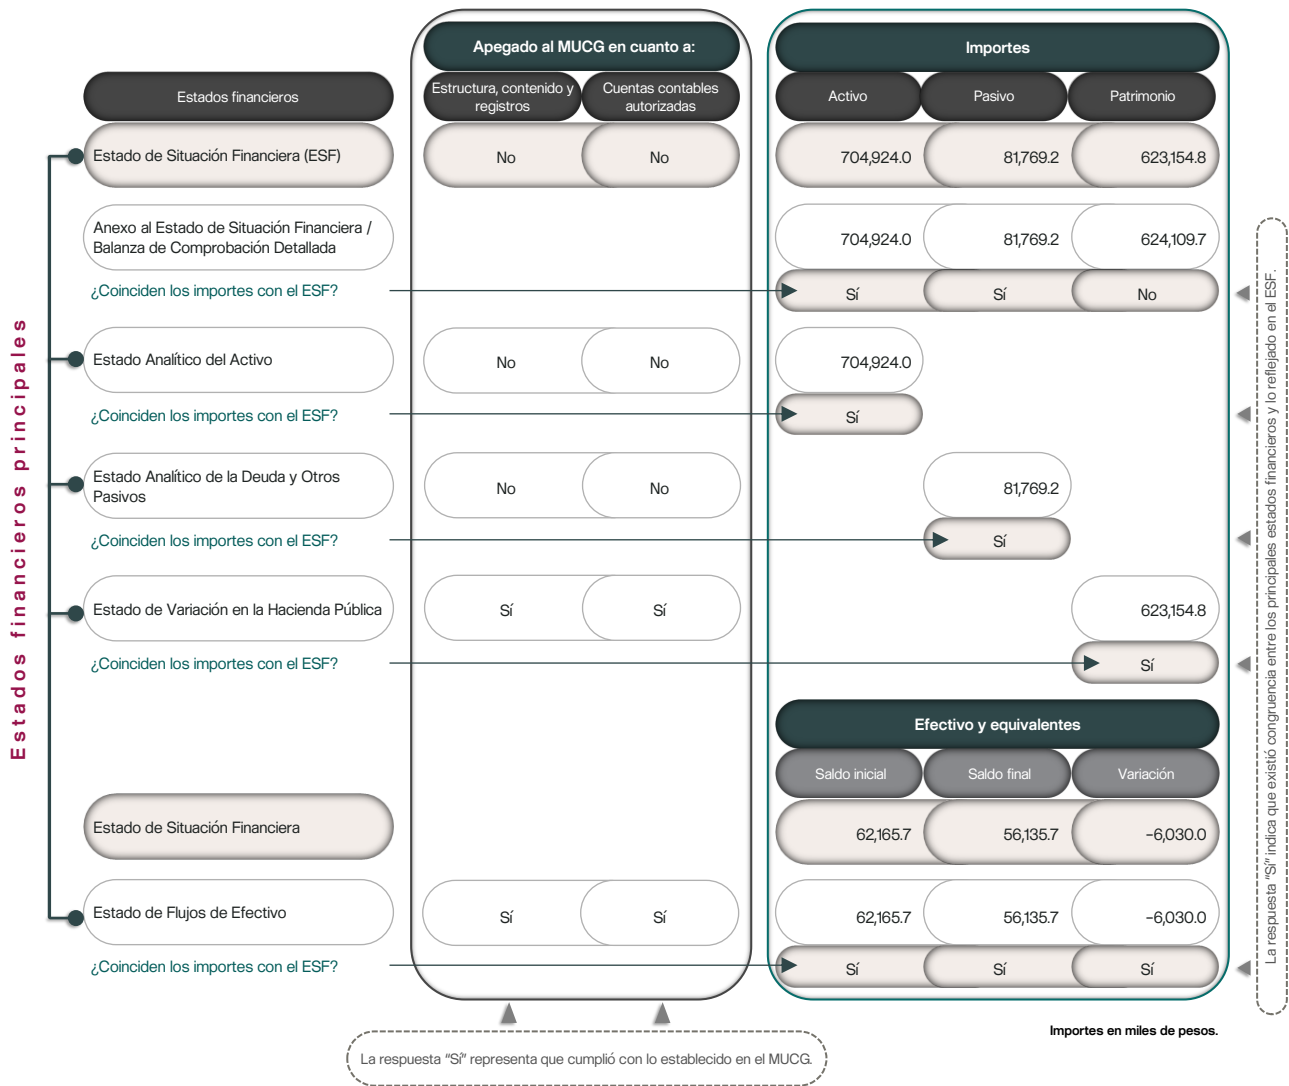 Apegado al MUCG en cuanto a:
Importes
Estados financieros
Estructura, contenido y
registros
Cuentas contables
autorizadas
Activo
Pasivo
Patrimonio
Estado de Situación Financiera (ESF)
No
No
704,924.0
81,769.2
623,154.8
Anexo al Estado de Situación Financiera /
Balanza de Comprobación Detallada
704,924.0
81,769.2
624,109.7
¿Coinciden los importes con el ESF?
Sí
Sí
No
Estado Analítico del Activo
No
No
704,924.0
¿Coinciden los importes con el ESF?
Sí
Estado Analítico de la Deuda y Otros
Pasivos
No
No
81,769.2
¿Coinciden los importes con el ESF?
Sí
Estado de Variación en la Hacienda Pública
Sí
Sí
623,154.8
¿Coinciden los importes con el ESF?
Sí
Efectivo y equivalentes
Saldo inicial
Saldo final
Variación
Estado de Situación Financiera
62,165.7
56,135.7
-6,030.0
Estado de Flujos de Efectivo
Sí
Sí
62,165.7
56,135.7
-6,030.0
¿Coinciden los importes con el ESF?
Sí
Sí
Sí
Estados financieros principales
La respuesta "Sí" indica que existió congruencia entre los principales estados financieros y lo reflejado en el ESF.
Importes en miles de pesos.
La respuesta "Sí" representa que cumplió con lo establecido en el MUCG.